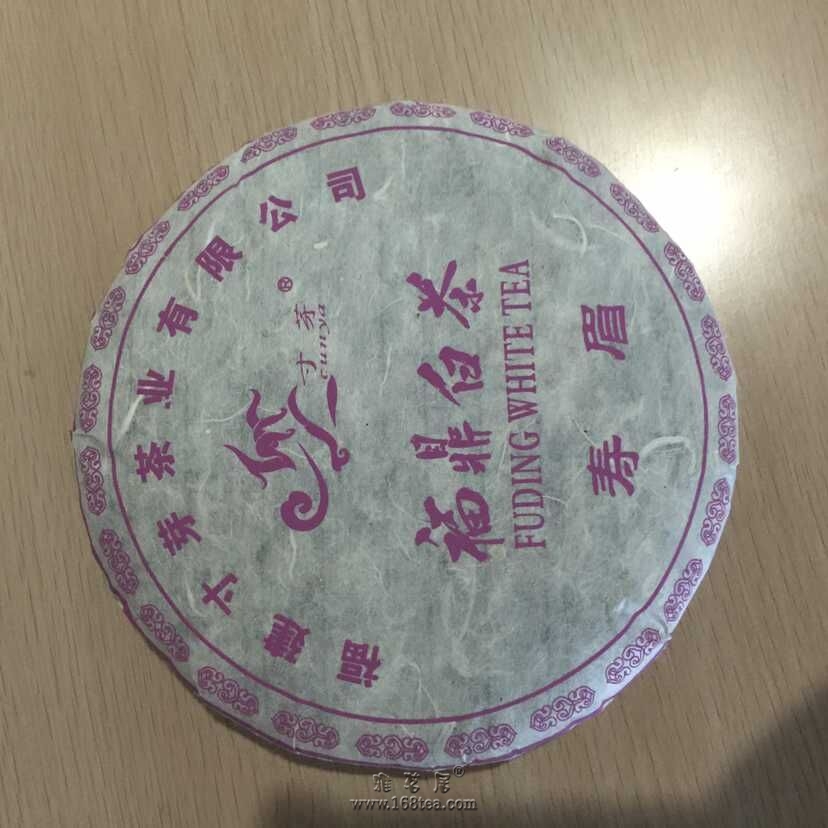 福建寸芽茶业有限公司
寸芽®
cunya
福鼎白茶
FUDING WHITE TEA
寿眉
雅茗居©
www.168tea.com